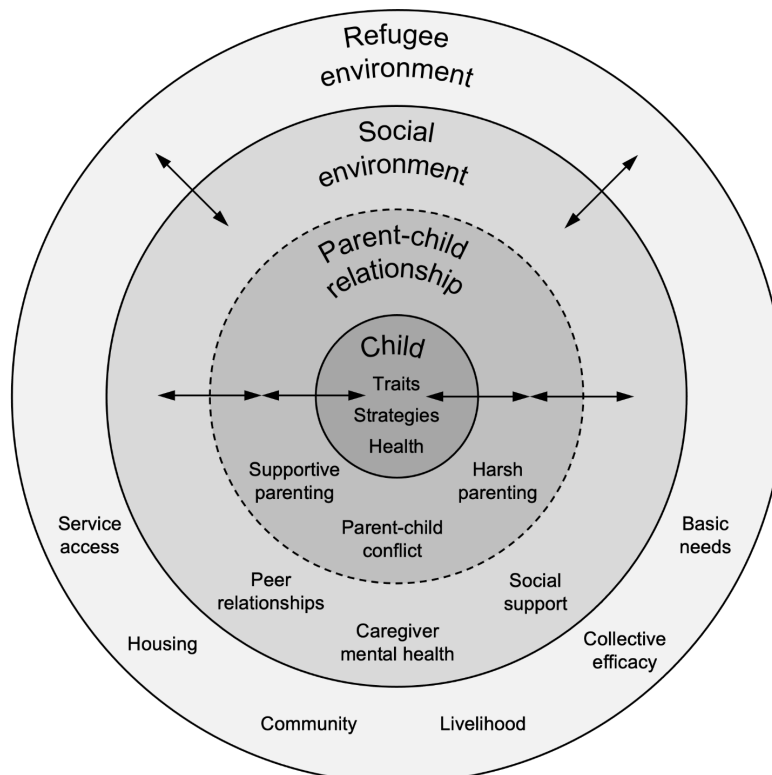 Refugee
environment
Social
environment
Parent-child
relationship
Child
Traits
Strategies
Health
Supportive
parenting
Harsh
parenting
Parent-child
conflict
Peer
relationships
Social
support
Caregiver
mental health
Service
access
Basic
needs
Housing
Collective
efficacy
Community
Livelihood